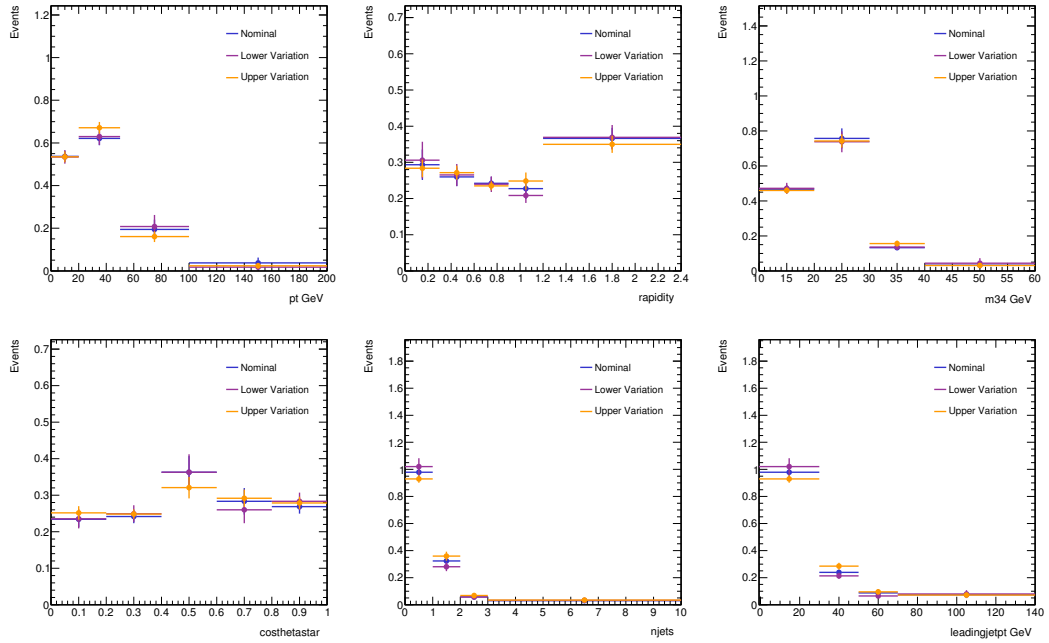 Events
1.2
1
0.8
0.6
0.4
0.2
0
Nominal
Lower Variation
Upper Variation
0 20 40 60 80 100 120 140 160 180 200
pt GeV
Events
0.7
0.6
0.5
0.4
0.3
0.2
0.1
0
Nominal
Lower Variation
Upper Variation
0 0.2 0.4 0.6 0.8 1 1.2 1.4 1.6 1.8 2 2.2 2.4
rapidity
Events
1.4
1.2
1
0.8
0.6
0.4
0.2
0
Nominal
Lower Variation
Upper Variation
10 15 20 25 30 35 40 45 50 55 60
m34 GeV
Events
0.7
0.6
0.5
0.4
0.3
0.2
0.1
0
Nominal
Lower Variation
Upper Variation
0 0.1 0.2 0.3 0.4 0.5 0.6 0.7 0.8 0.9 1
costhetastar
Events
1.8
1.6
1.4
1.2
1
0.8
0.6
0.4
0.2
0
Nominal
Lower Variation
Upper Variation
0 1 2 3 4 5 6 7 8 9 10
njets
Events
1.8
1.6
1.4
1.2
1
0.8
0.6
0.4
0.2
0
Nominal
Lower Variation
Upper Variation
0 20 40 60 80 100 120 140
leadingjetpt GeV